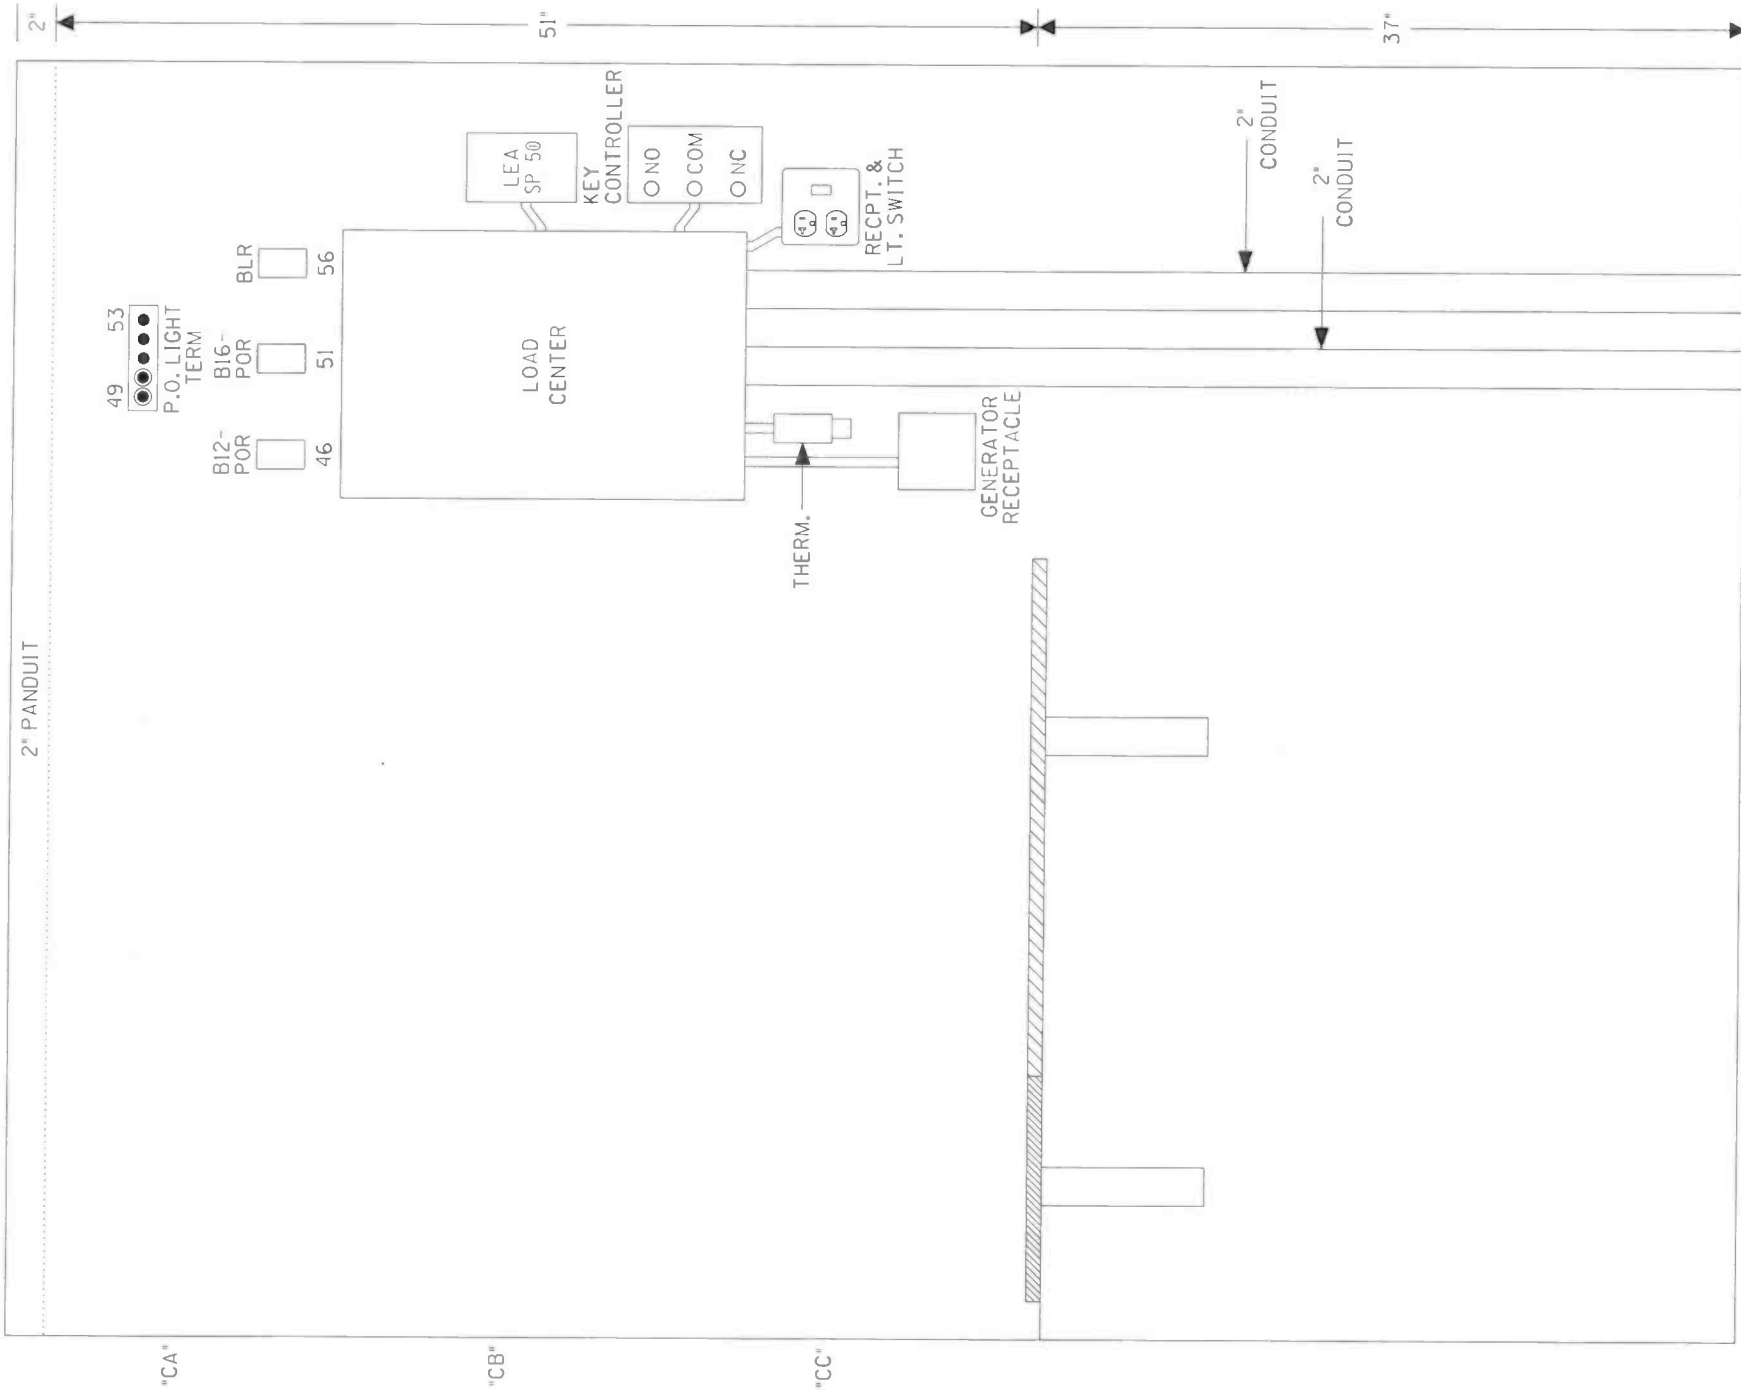 2"
51"
37"
2" PANDUIT
49
53
P.O. LIGHT
TERM
B12-
POR
B16-
POR
BLR
46
51
56
LEA
SP 50
KEY
CONTROLLER
NO
COM
NC
LOAD
CENTER
RECPT. &
LT. SWITCH
THERM.
GENERATOR
RECEPTACLE
2"
CONDUIT
2"
CONDUIT
"CA"
"CB"
"CC"